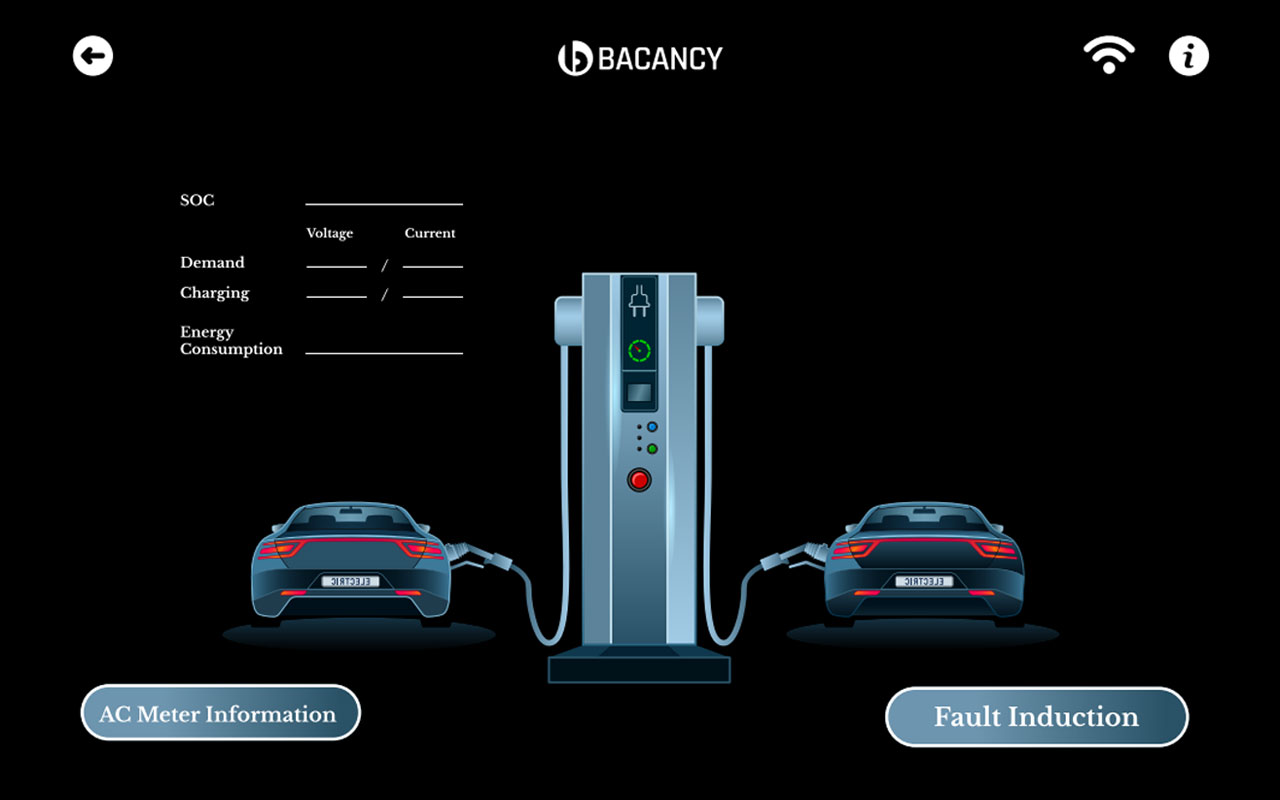 BACANCY
SOC
Voltage Current
Demand /
Charging /
Energy
Consumption
ELECTRIC ELECTRIC
AC Meter Information
Fault Induction